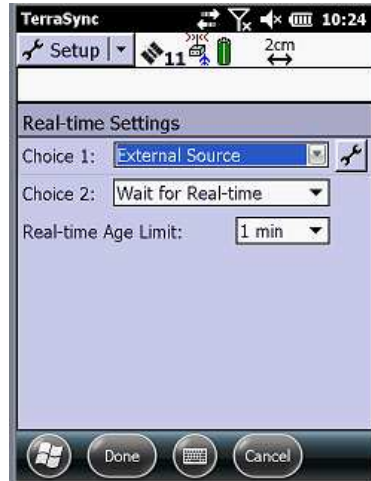 TerraSync 10:24
Setup 11 2cm
Real-time Settings
Choice 1: External Source
Choice 2: Wait for Real-time
Real-time Age Limit: 1 min
Done Cancel